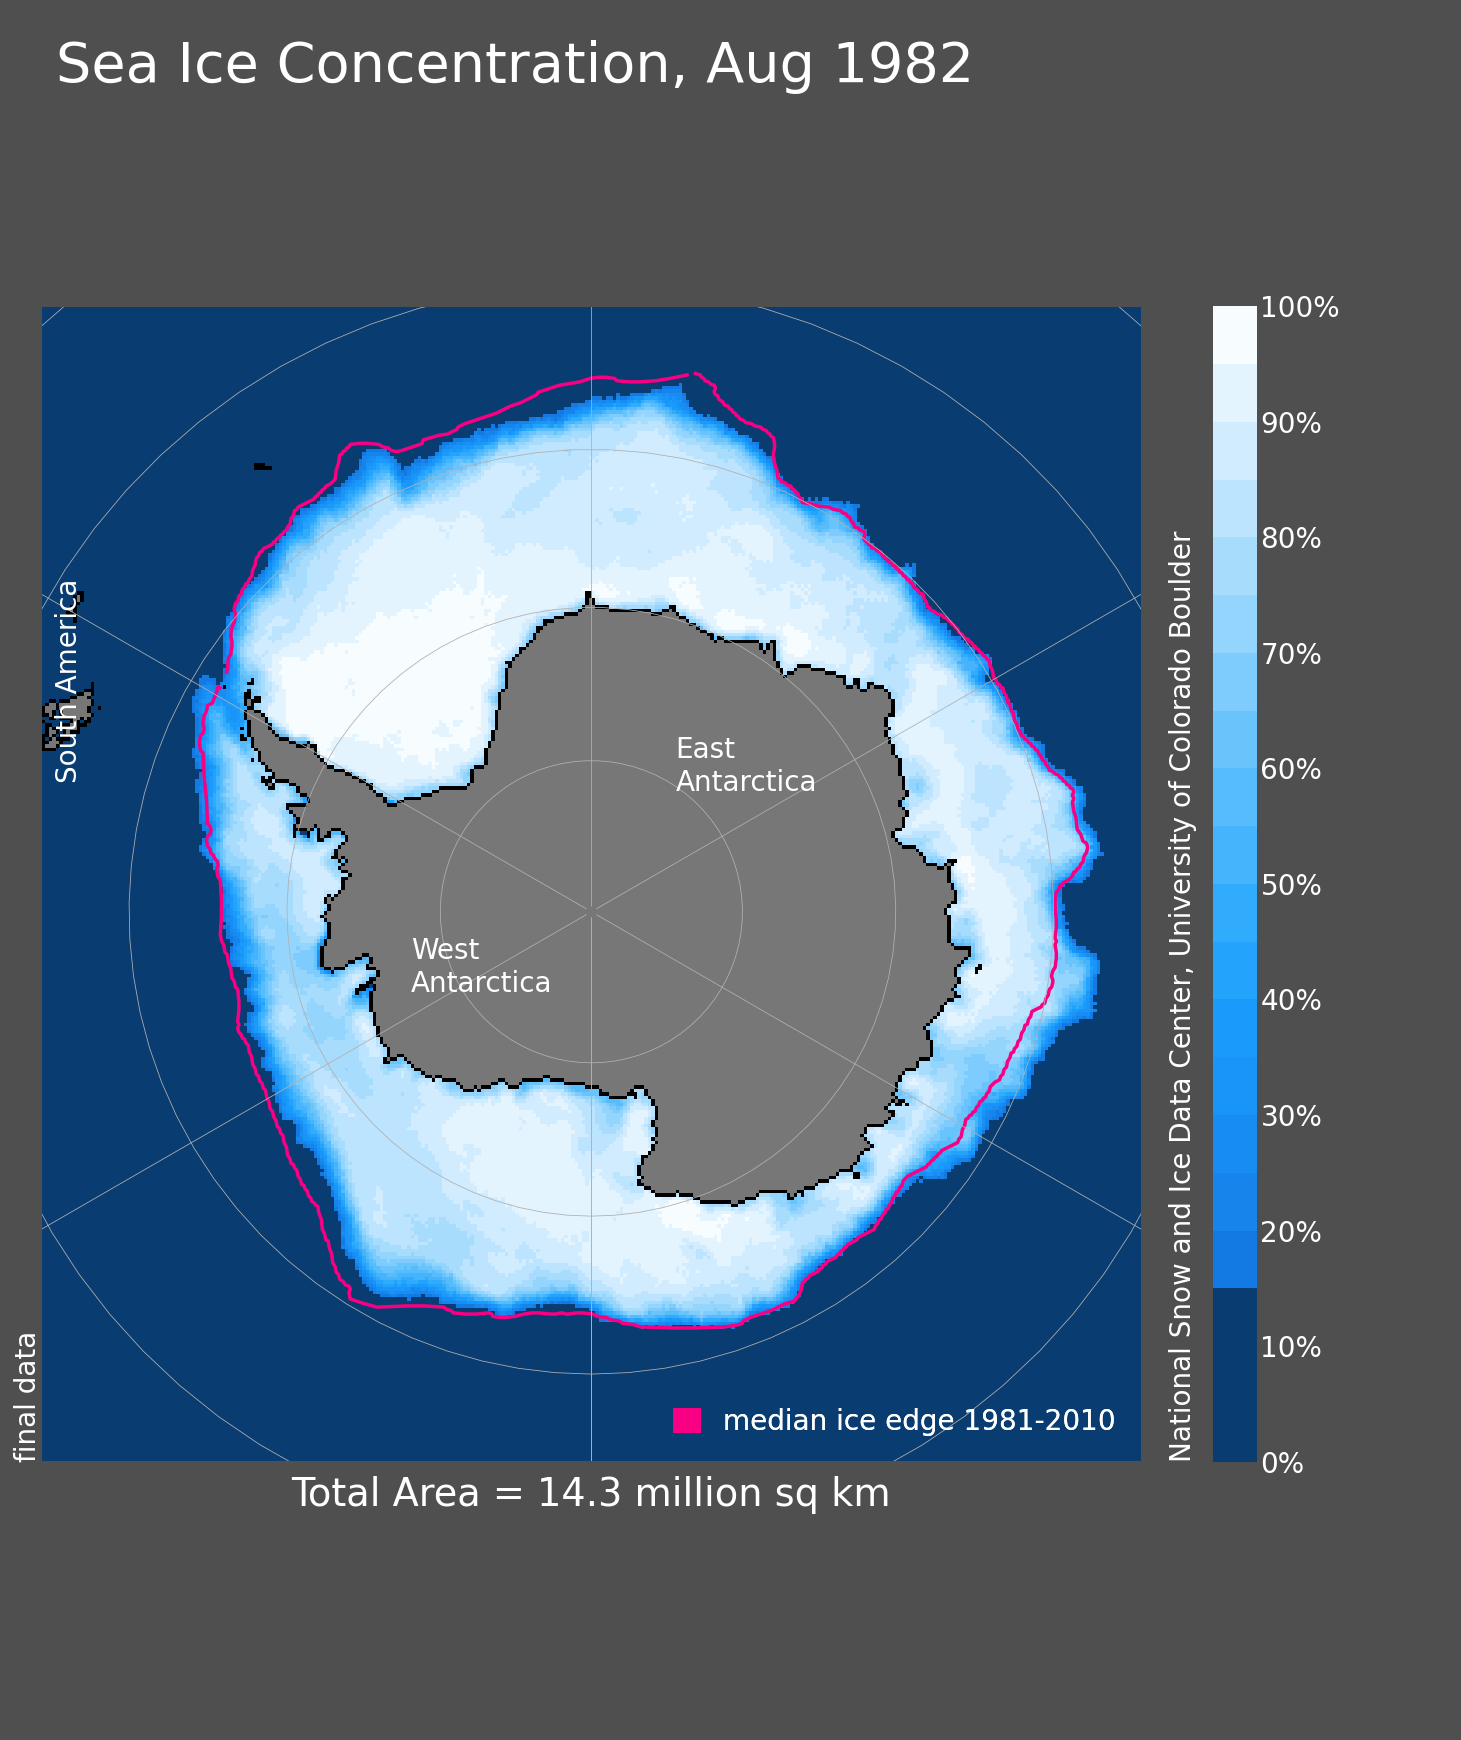 Sea Ice Concentration, Aug 1982
South America
East
Antarctica
West
Antarctica
median ice edge 1981-2010
final data
Total Area = 14.3 million sq km
National Snow and Ice Data Center, University of Colorado Boulder
100%
90%
80%
70%
60%
50%
40%
30%
20%
10%
0%